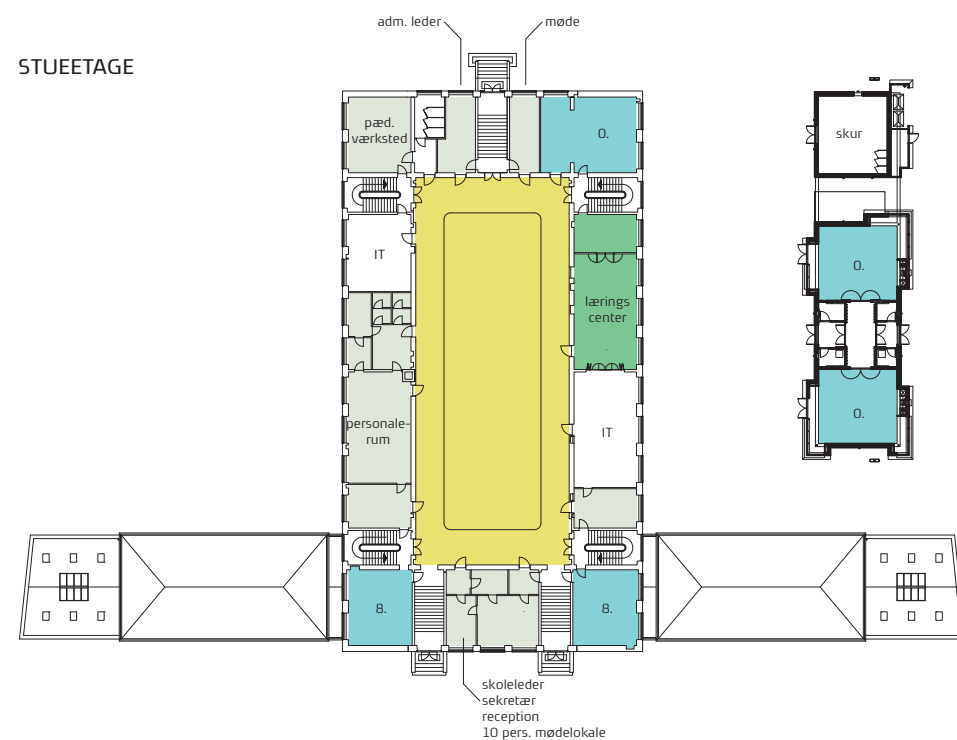 adm. leder
møde
STUEETAGE
pæd.
værksted
0.
skur
IT
0.
lærings
center
personale-
rum
IT
0.
8.
8.
skoleleder
sekretær
reception
10 pers. mødelokale